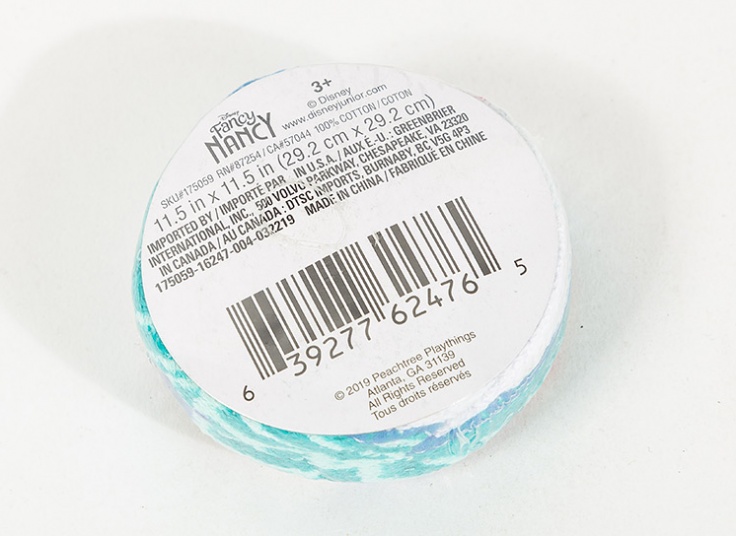 3+
© Disney
www.disneyjunior.com
Disney
Fancy
NANCY
SKU#175059 RN#87254/CA#57044 100% COTTON/COTON
11.5 in x 11.5 in (29.2 cm x 29.2 cm)
IMPORTED BY / IMPORTÉ PAR IN U.S.A. / AUX É.-U. : GREENBRIER
INTERNATIONAL, INC., 500 VOLVO PARKWAY, CHESAPEAKE, VA 23320
IN CANADA / AU CANADA : DTSC IMPORTS, BURNABY, BC, V5G 4P3
175059-16247-004-032219 MADE IN CHINA / FABRIQUÉ EN CHINE
6 39277 62476 5
© 2019 Peachtree Playthings
Atlanta, GA 31139
All Rights Reserved
Tous droits réservés